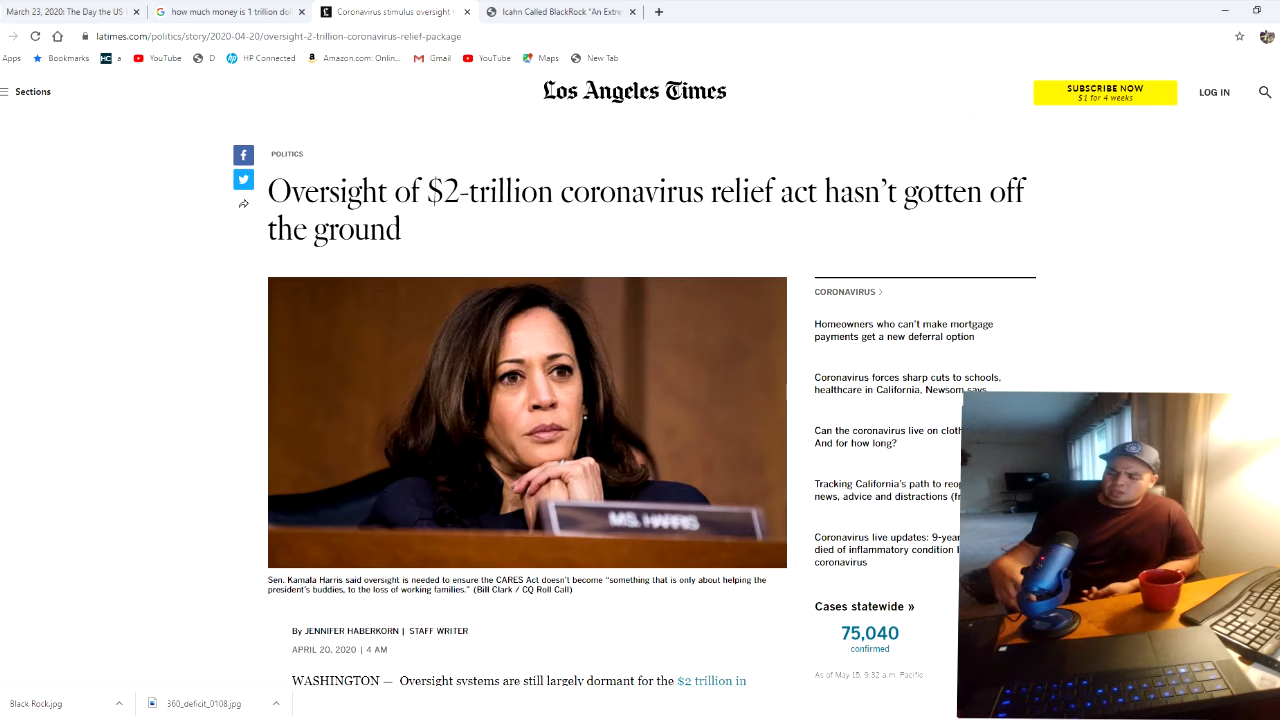 March 23, 2020: The Day the US
how much money is 1 trillion dol
Coronavirus stimulus oversight
Icahn Called BlackRock "An Extre
latimes.com/politics/story/2020-04-20/oversight-2-trillion-coronavirus-relief-package
Apps Bookmarks HC a YouTube D HP Connected Amazon.com: Onlin... Gmail YouTube Maps New Tab
Sections
Los Angeles Times
SUBSCRIBE NOW
$1 for 4 weeks
LOG IN
POLITICS
Oversight of $2-trillion coronavirus relief act hasn't gotten off
the ground
MS. HARRIS
Sen. Kamala Harris said oversight is needed to ensure the CARES Act doesn't become "something that is only about helping the
president's buddies, to the loss of working families." (Bill Clark / CQ Roll Call)
By JENNIFER HABERKORN | STAFF WRITER
APRIL 20, 2020 | 4 AM
WASHINGTON — Oversight systems are still largely dormant for the $2 trillion in
CORONAVIRUS >
Homeowners who can't make mortgage
payments get a new deferral option
Coronavirus forces sharp cuts to schools,
healthcare in California, Newsom says
Can the coronavirus live on cloth
And for how long?
Tracking California's path to reop
news, advice and distractions (fr
Coronavirus live updates: 9-year
died of inflammatory condition l
coronavirus
Cases statewide »
75,040
confirmed
As of May 15, 9:32 a.m. Pacific
Black Rock.jpg
360_deficit_0108.jpg